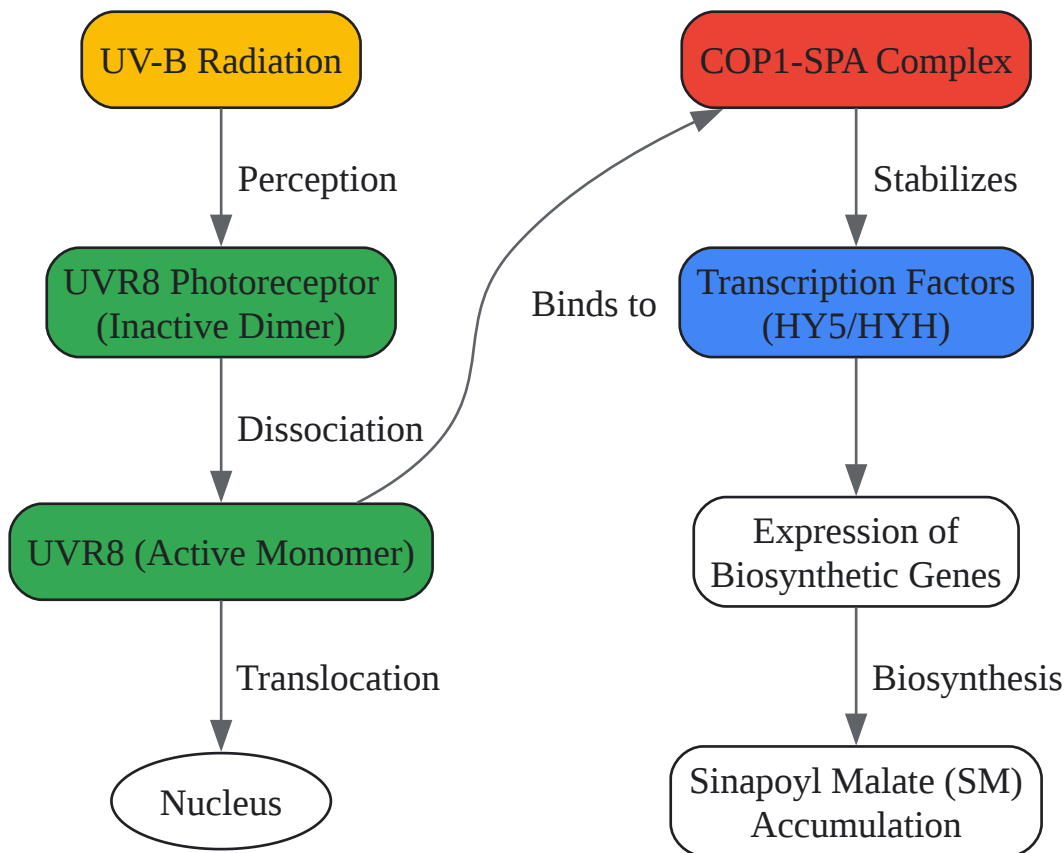 UV-B Radiation
COP1-SPA Complex
Perception
Stabilizes
UVR8 Photoreceptor
(Inactive Dimer)
Binds to
Transcription Factors
(HY5/HYH)
Dissociation
UVR8 (Active Monomer)
Expression of
Biosynthetic Genes
Translocation
Biosynthesis
Nucleus
Sinapoyl Malate (SM)
Accumulation